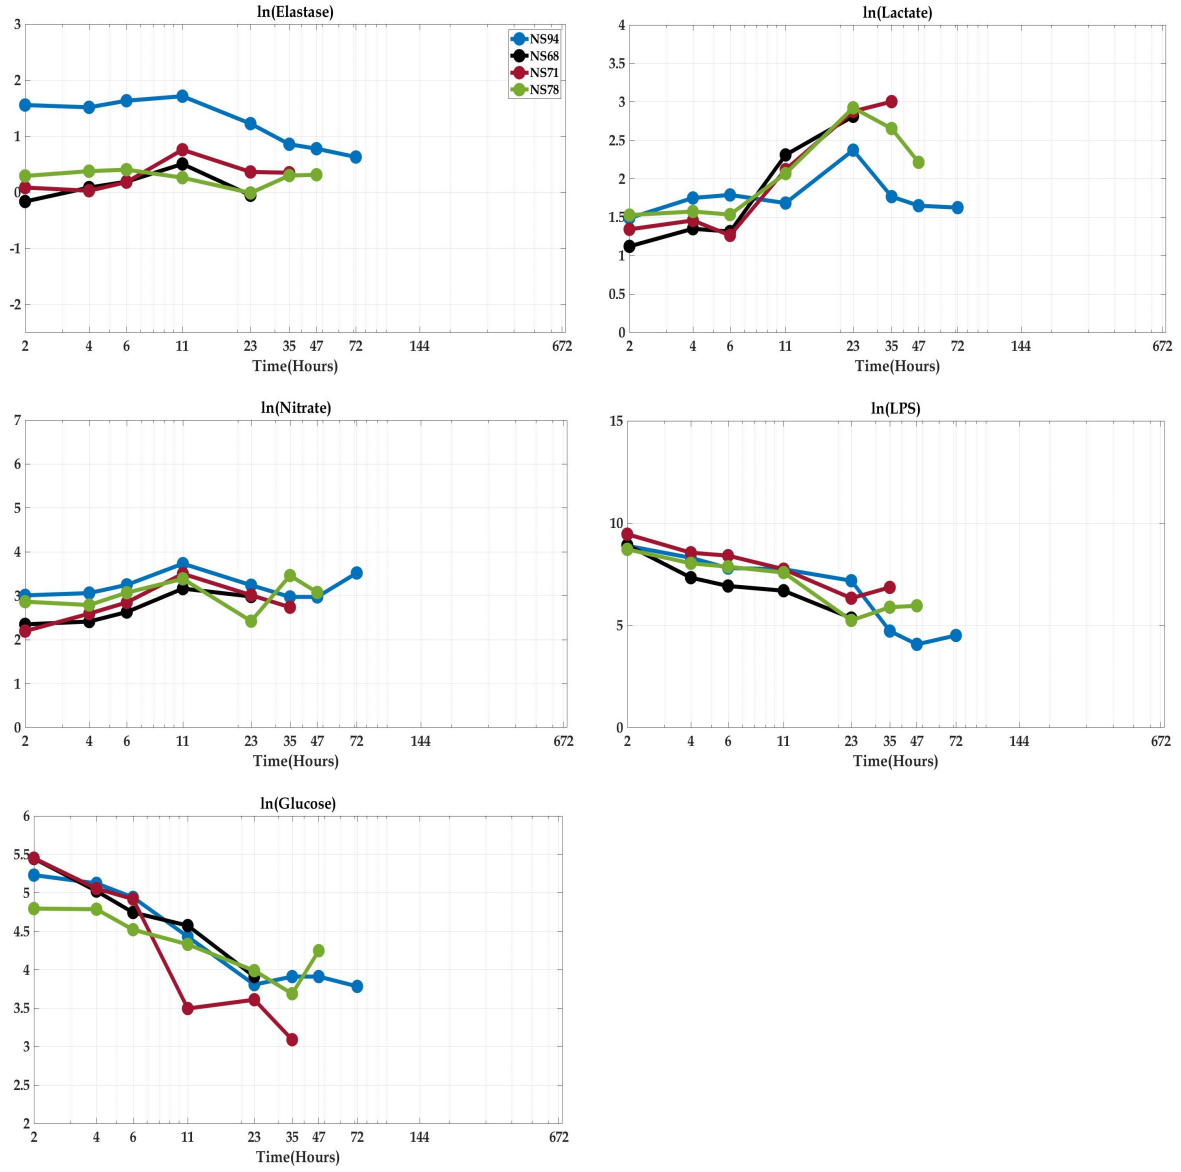 ln(Elastase)
3
2
1
0
-1
-2
2 4 6 11 23 35 47 72 144 672
Time(Hours)
NS94
NS68
NS71
NS78
ln(Lactate)
4
3.5
3
2.5
2
1.5
1
0.5
0
2 4 6 11 23 35 47 72 144 672
Time(Hours)
ln(Nitrate)
7
6
5
4
3
2
1
0
2 4 6 11 23 35 47 72 144 672
Time(Hours)
ln(LPS)
15
10
5
0
2 4 6 11 23 35 47 72 144 672
Time(Hours)
ln(Glucose)
6
5.5
5
4.5
4
3.5
3
2.5
2
2 4 6 11 23 35 47 72 144 672
Time(Hours)